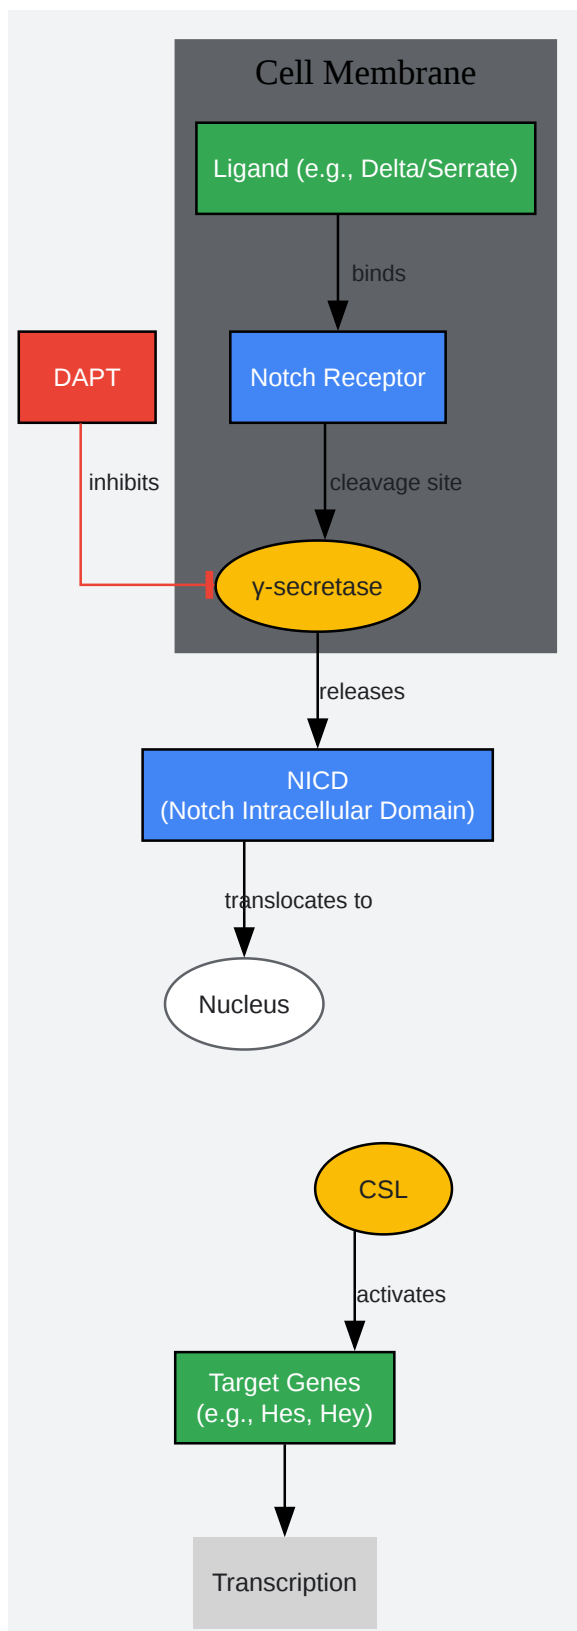 Cell Membrane
Ligand (e.g., Delta/Serrate)
binds
DAPT
Notch Receptor
inhibits
cleavage site
γ-secretase
releases
NICD
(Notch Intracellular Domain)
translocates to
Nucleus
CSL
activates
Target Genes
(e.g., Hes, Hey)
Transcription